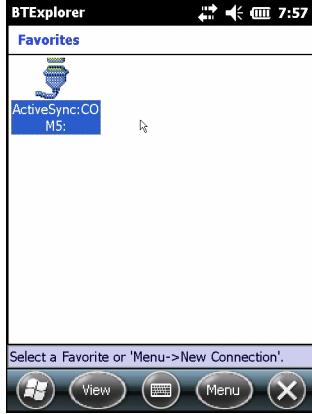 BTExplorer 7:57
Favorites
ActiveSync:CO
M5:
Select a Favorite or 'Menu->New Connection'.
View Menu